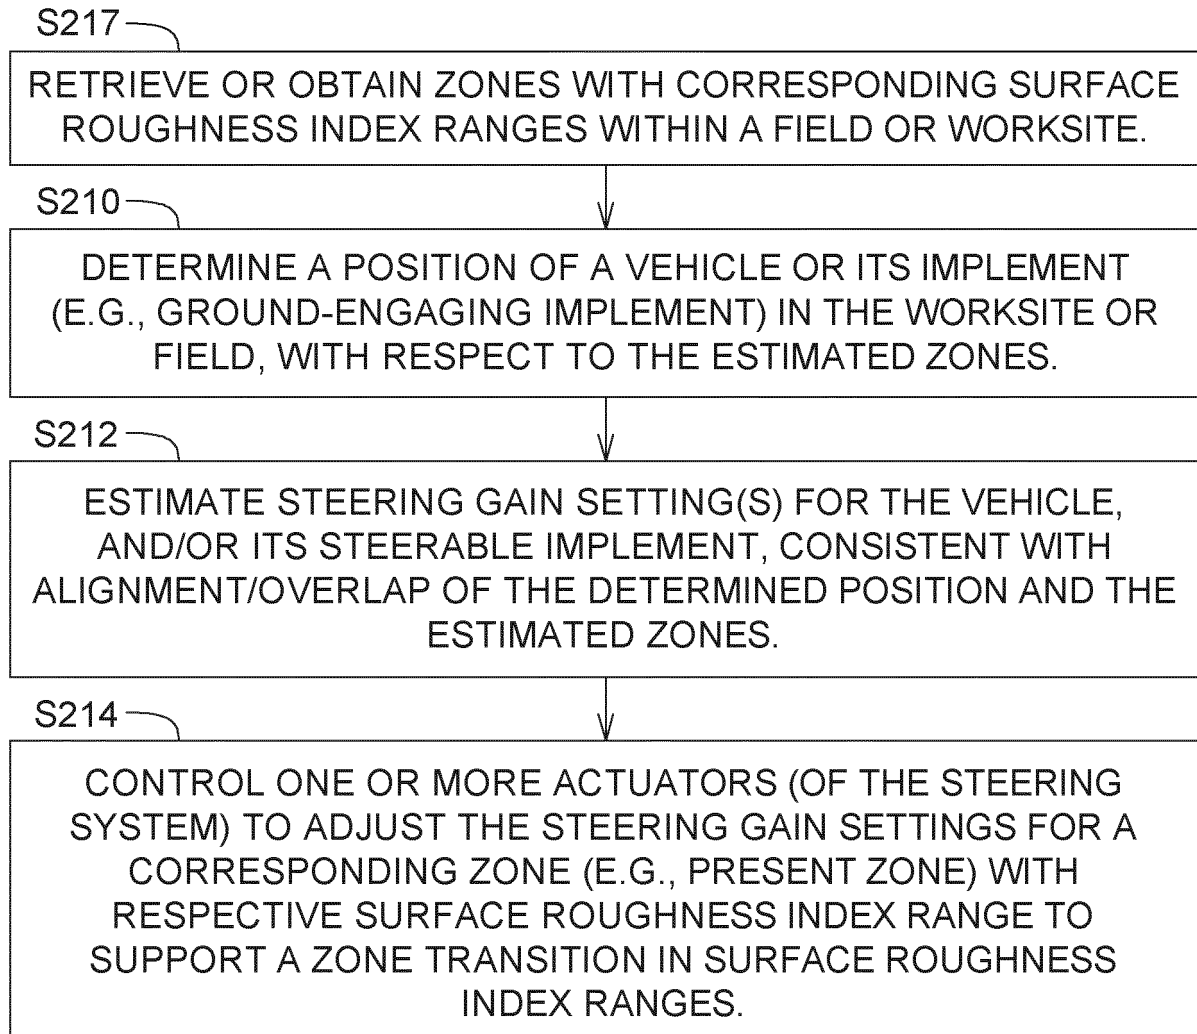 S217
RETRIEVE OR OBTAIN ZONES WITH CORRESPONDING SURFACE
ROUGHNESS INDEX RANGES WITHIN A FIELD OR WORKSITE.
S210
DETERMINE A POSITION OF A VEHICLE OR ITS IMPLEMENT
(E.G., GROUND-ENGAGING IMPLEMENT) IN THE WORKSITE OR
FIELD, WITH RESPECT TO THE ESTIMATED ZONES.
S212
ESTIMATE STEERING GAIN SETTING(S) FOR THE VEHICLE,
AND/OR ITS STEERABLE IMPLEMENT, CONSISTENT WITH
ALIGNMENT/OVERLAP OF THE DETERMINED POSITION AND THE
ESTIMATED ZONES.
S214
CONTROL ONE OR MORE ACTUATORS (OF THE STEERING
SYSTEM) TO ADJUST THE STEERING GAIN SETTINGS FOR A
CORRESPONDING ZONE (E.G., PRESENT ZONE) WITH
RESPECTIVE SURFACE ROUGHNESS INDEX RANGE TO
SUPPORT A ZONE TRANSITION IN SURFACE ROUGHNESS
INDEX RANGES.